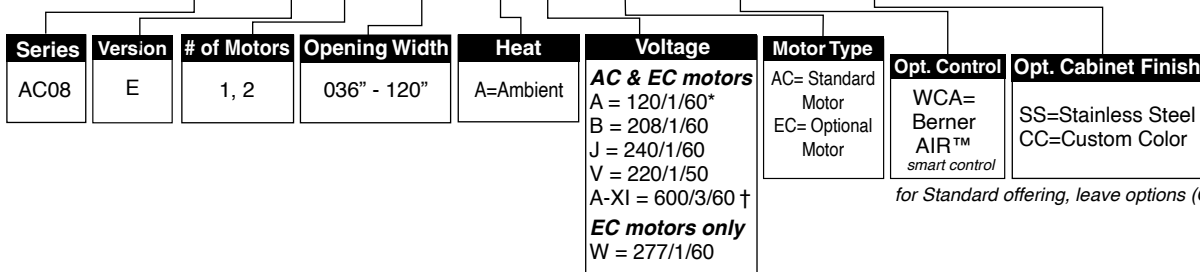 Series
AC08
Version
E
# of Motors
1, 2
Opening Width
036” - 120”
Heat
A=Ambient
Voltage
AC & EC motors
A = 120/1/60*
B = 208/1/60
J = 240/1/60
V = 220/1/50
A-XI = 600/3/60 †
EC motors only
W = 277/1/60
Motor Type
AC= Standard
Motor
EC= Optional
Motor
Opt. Control
WCA=
Berner
AIR™
smart control
Opt. Cabinet Finish
SS=Stainless Steel
CC=Custom Color
for Standard offering, leave options (